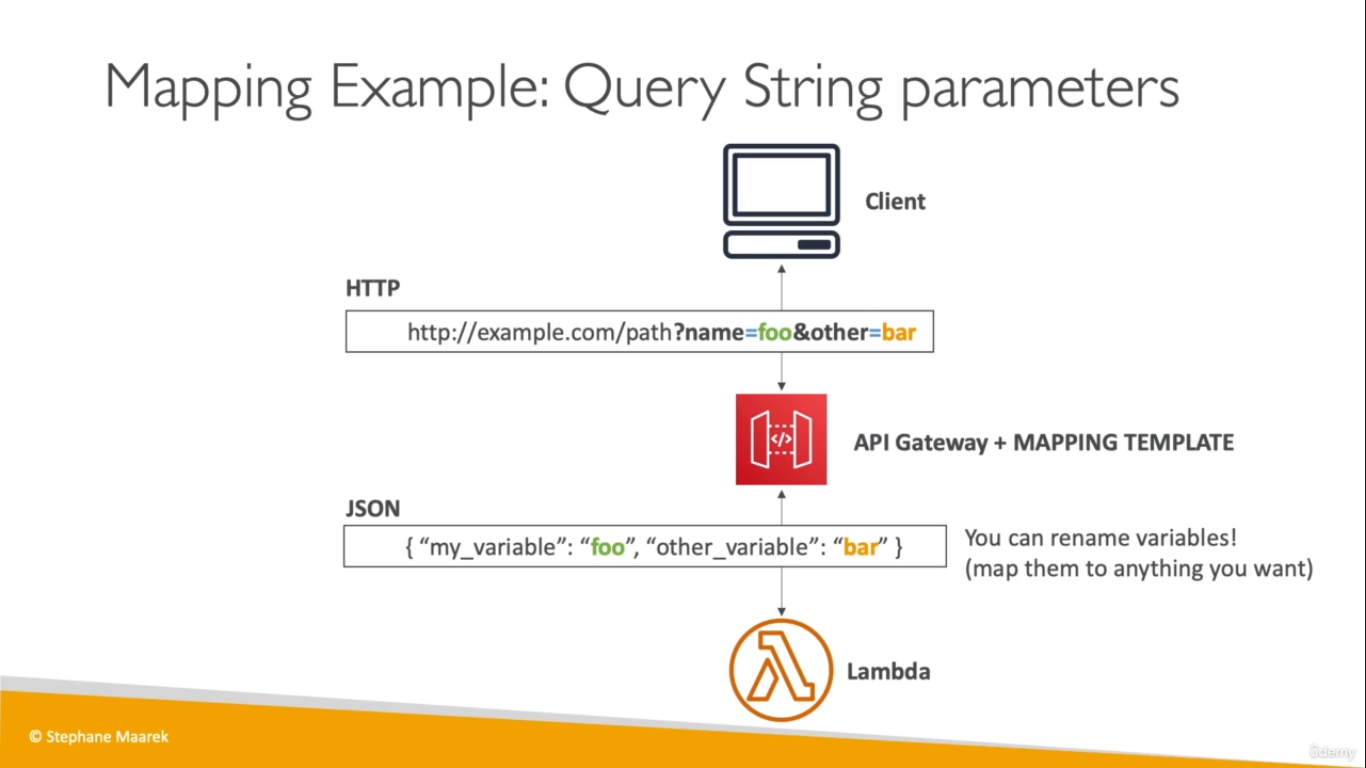 Mapping Example: Query String parameters
Client
HTTP
http://example.com/path?name=foo&other=bar
</>
API Gateway + MAPPING TEMPLATE
JSON
{ “my_variable”: “foo”, “other_variable”: “bar” }
You can rename variables!
(map them to anything you want)
Lambda
© Stephane Maarek
ûdemy